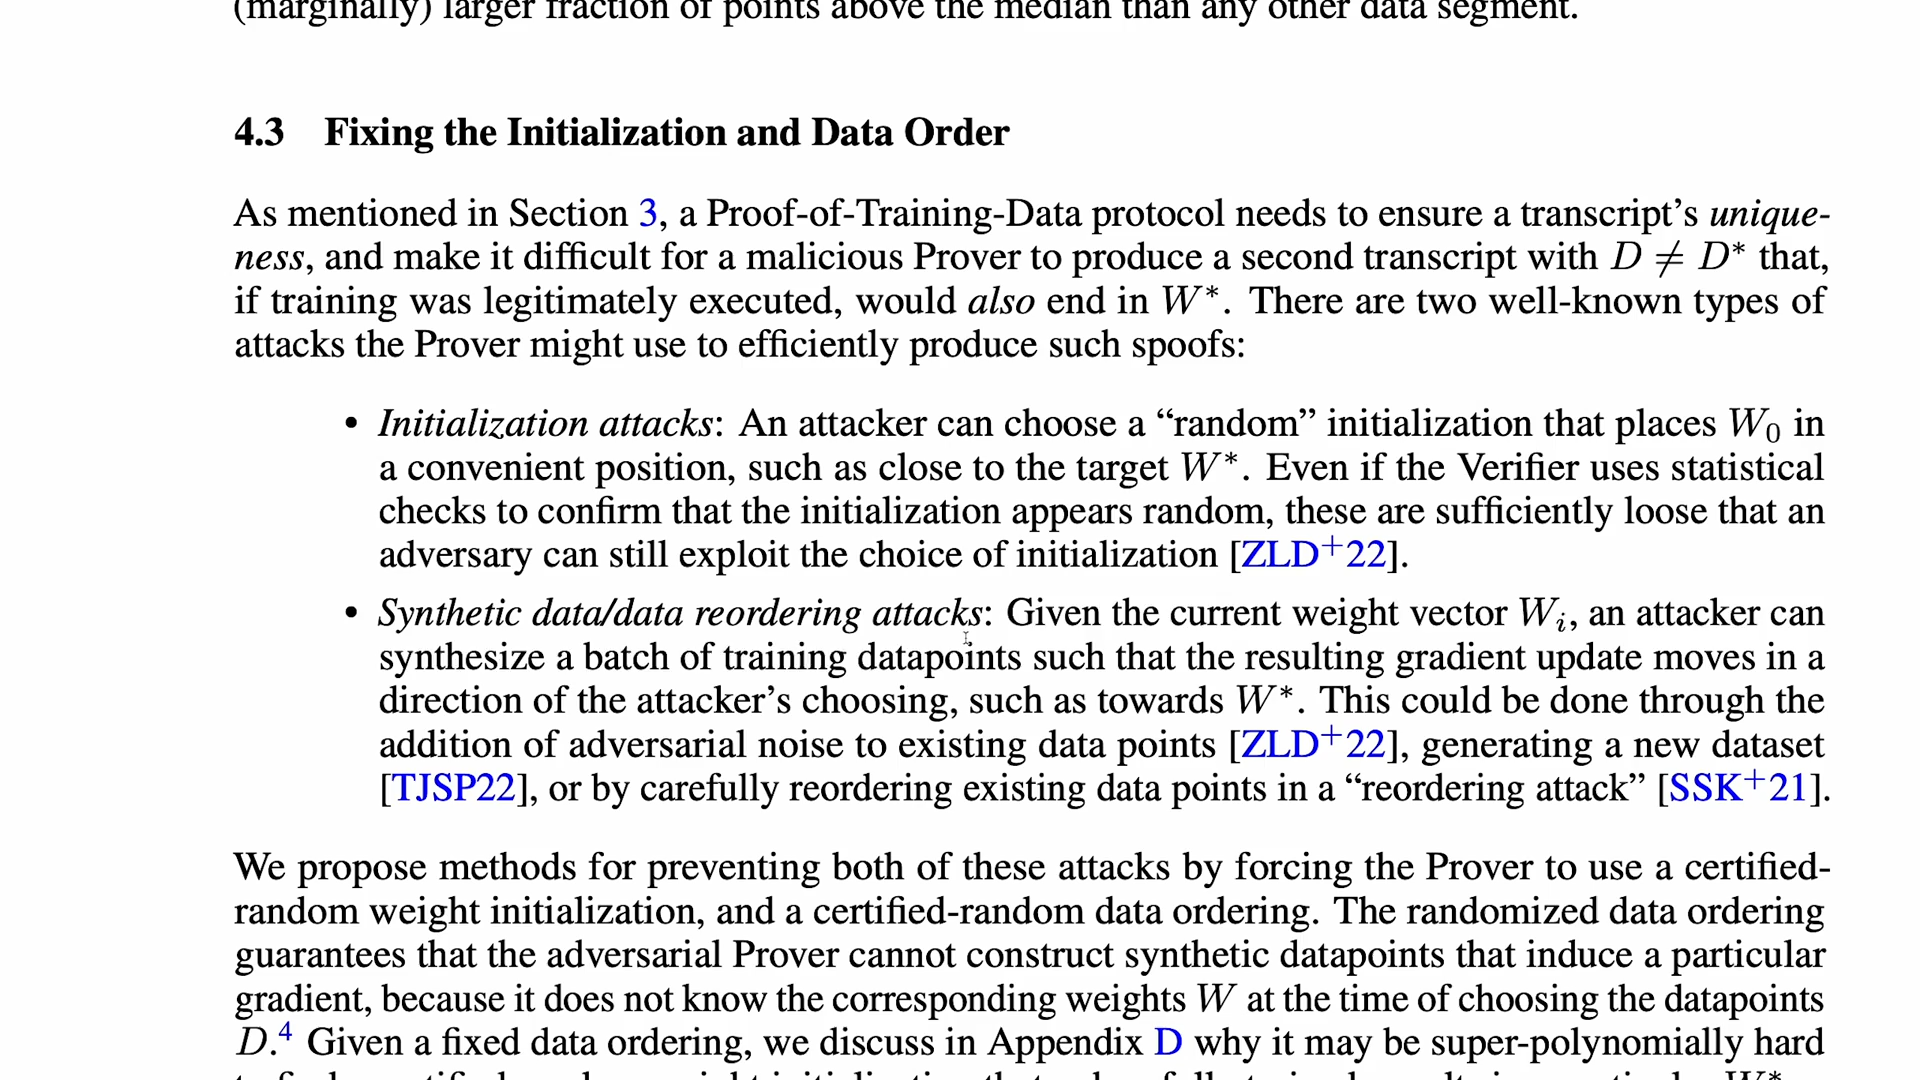 (marginally) larger fraction of points above the median than any other data segment.
4.3 Fixing the Initialization and Data Order
As mentioned in Section 3, a Proof-of-Training-Data protocol needs to ensure a transcript’s unique-
ness, and make it difficult for a malicious Prover to produce a second transcript with D ≠ D* that,
if training was legitimately executed, would also end in W*. There are two well-known types of
attacks the Prover might use to efficiently produce such spoofs:
• Initialization attacks: An attacker can choose a “random” initialization that places W₀ in
a convenient position, such as close to the target W*. Even if the Verifier uses statistical
checks to confirm that the initialization appears random, these are sufficiently loose that an
adversary can still exploit the choice of initialization [ZLD⁺22].
• Synthetic data/data reordering attacks: Given the current weight vector Wᵢ, an attacker can
synthesize a batch of training datapoints such that the resulting gradient update moves in a
direction of the attacker’s choosing, such as towards W*. This could be done through the
addition of adversarial noise to existing data points [ZLD⁺22], generating a new dataset
[TJSP22], or by carefully reordering existing data points in a “reordering attack” [SSK⁺21].
We propose methods for preventing both of these attacks by forcing the Prover to use a certified-
random weight initialization, and a certified-random data ordering. The randomized data ordering
guarantees that the adversarial Prover cannot construct synthetic datapoints that induce a particular
gradient, because it does not know the corresponding weights W at the time of choosing the datapoints
D.⁴ Given a fixed data ordering, we discuss in Appendix D why it may be super-polynomially hard